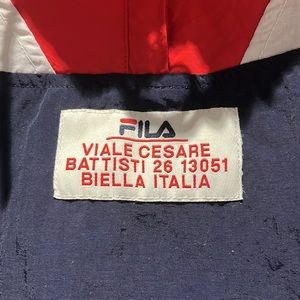 FILA
VIALE CESARE
BATTISTI 26 13051
BIELLA ITALIA